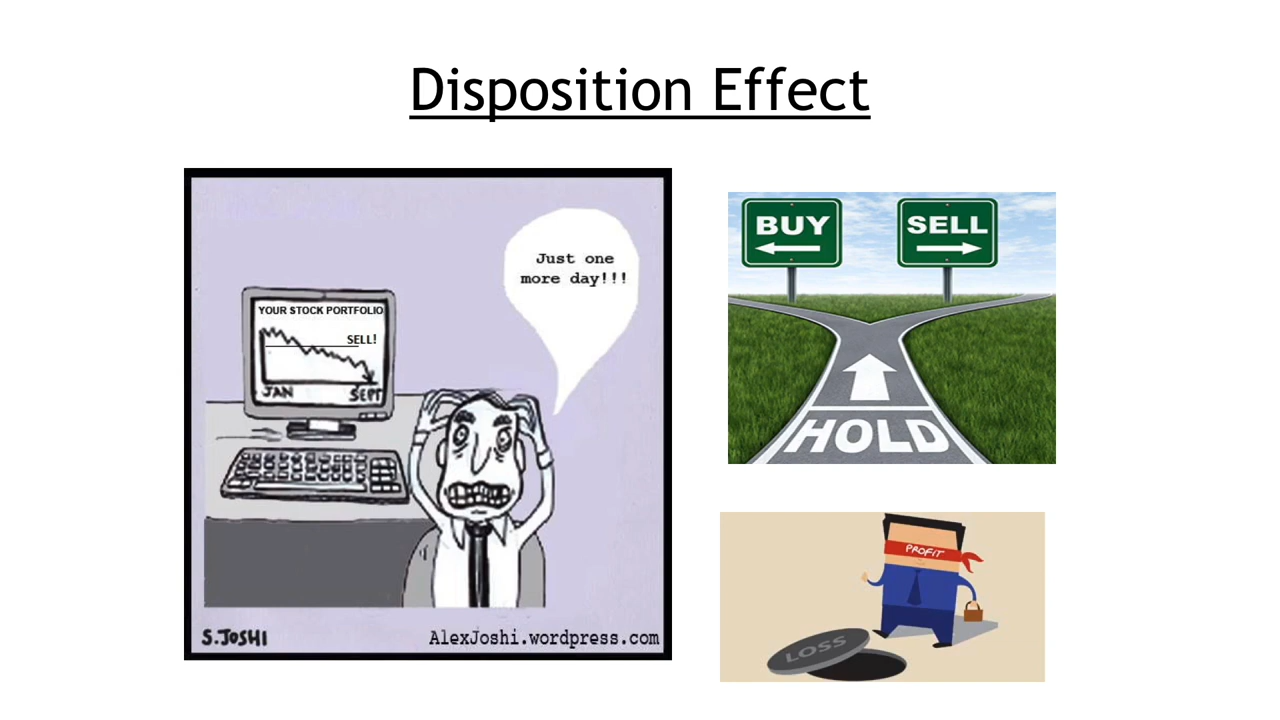 Disposition Effect
Just one
more day!!!
YOUR STOCK PORTFOLIO
SELL!
JAN SEPT
S.JOSHI
AlexJoshi.wordpress.com
BUY
SELL
HOLD
PROFIT
LOSS